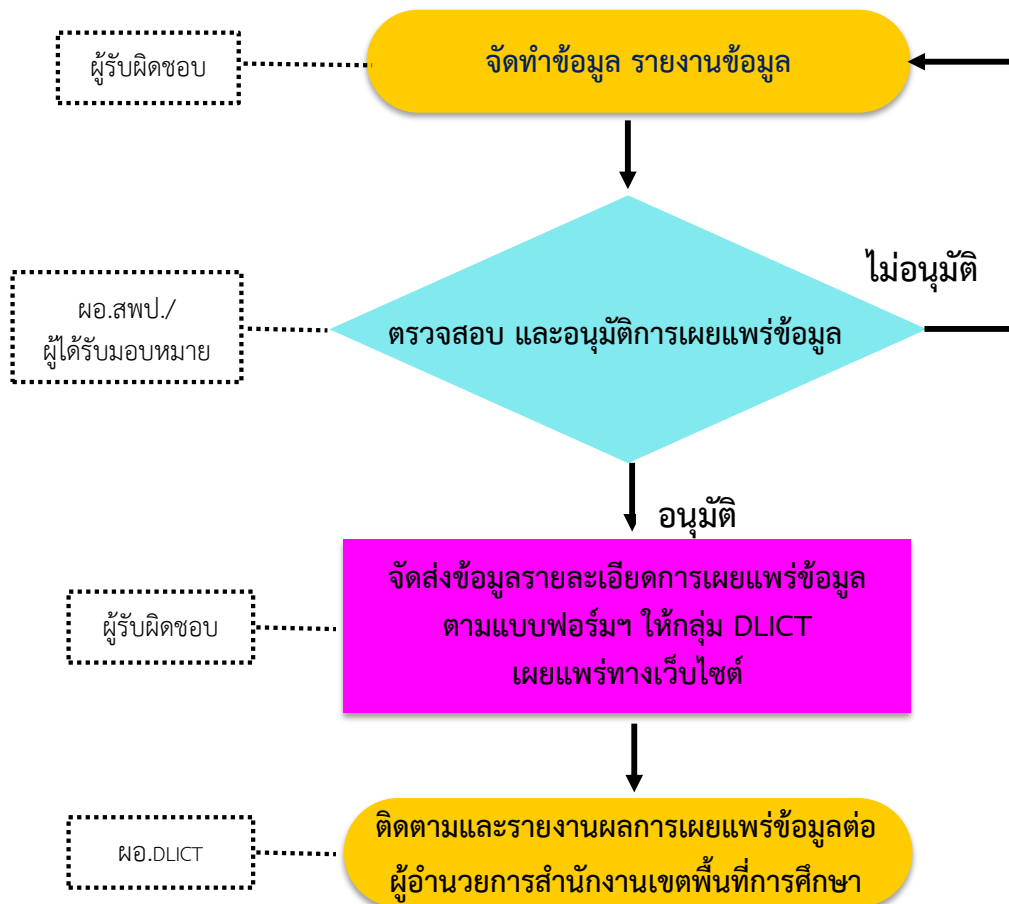 ผู้รับผิดชอบ
จัดทำข้อมูล รายงานข้อมูล
ไม่อนุมัติ
ผอ.สพป./
ผู้ได้รับมอบหมาย
ตรวจสอบ และอนุมัติการเผยแพร่ข้อมูล
อนุมัติ
ผู้รับผิดชอบ
จัดส่งข้อมูลรายละเอียดการเผยแพร่ข้อมูล
ตามแบบฟอร์มฯ ให้กลุ่ม DLICT
เผยแพร่ทางเว็บไซต์
ผอ.DLICT
ติดตามและรายงานผลการเผยแพร่ข้อมูลต่อ
ผู้อำนวยการสำนักงานเขตพื้นที่การศึกษา